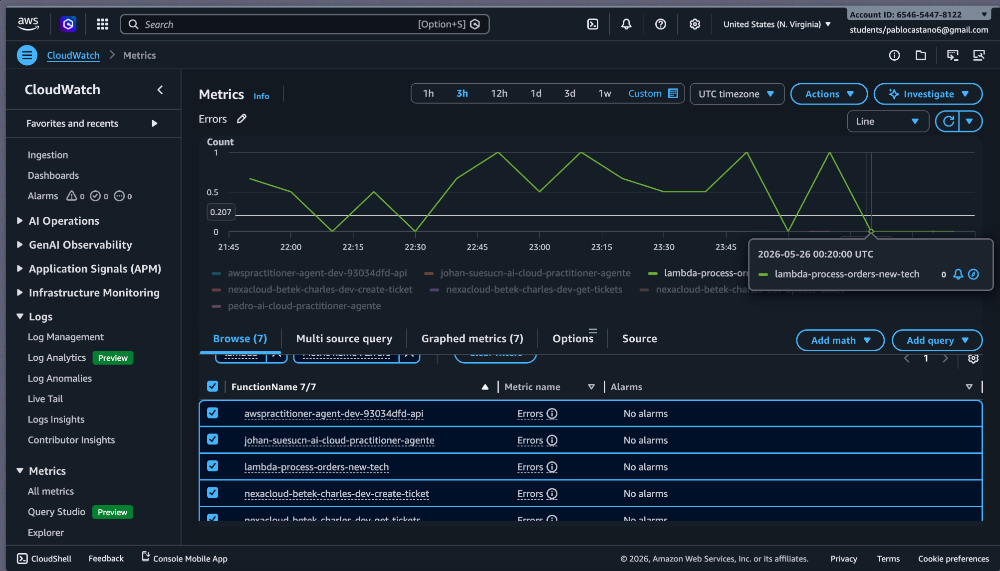 aws
Search [Option+S]
United States (N. Virginia)
Account ID: 6546-5447-8122
students/pablocastano6@gmail.com
CloudWatch Metrics
CloudWatch
Favorites and recents
Ingestion
Dashboards
Alarms 0 0 0
AI Operations
GenAI Observability
Application Signals (APM)
Infrastructure Monitoring
Logs
Log Management
Log Analytics Preview
Log Anomalies
Live Tail
Logs Insights
Contributor Insights
Metrics
All metrics
Query Studio Preview
Explorer
Metrics Info
1h 3h 12h 1d 3d 1w Custom
UTC timezone
Actions
Investigate
Errors
Line
Count
1
0.5
0.207
0
21:45 22:00 22:15 22:30 22:45 23:00 23:15 23:30 23:45
2026-05-26 00:20:00 UTC
lambda-process-orders-new-tech 0
awspractitioner-agent-dev-93034dfd-api johan-suesucn-ai-cloud-practitioner-agente lambda-process-or
nexacloud-betek-charles-dev-create-ticket nexacloud-betek-charles-dev-get-tickets nexacloud-betek-charles-dev-update-ticket
pedro-ai-cloud-practitioner-agente
Browse (7) Multi source query Graphed metrics (7) Options Source
Add math Add query
lambda Metric name : Errors Clear filters
1
FunctionName 7/7 Metric name Alarms
awspractitioner-agent-dev-93034dfd-api Errors No alarms
johan-suesucn-ai-cloud-practitioner-agente Errors No alarms
lambda-process-orders-new-tech Errors No alarms
nexacloud-betek-charles-dev-create-ticket Errors No alarms
nexacloud-betek-charles-dev-get-tickets Errors No alarms
CloudShell Feedback Console Mobile App
© 2026, Amazon Web Services, Inc. or its affiliates. Privacy Terms Cookie preferences